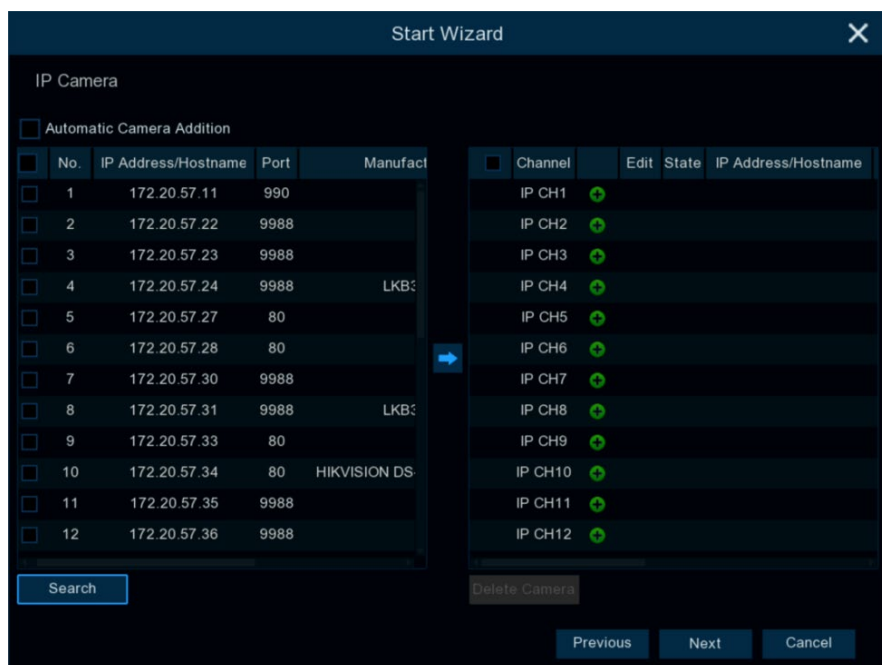 Start Wizard
IP Camera
Automatic Camera Addition
No. IP Address/Hostname Port Manufact
1 172.20.57.11 990
2 172.20.57.22 9988
3 172.20.57.23 9988
4 172.20.57.24 9988 LKB3
5 172.20.57.27 80
6 172.20.57.28 80
7 172.20.57.30 9988
8 172.20.57.31 9988 LKB3
9 172.20.57.33 80
10 172.20.57.34 80 HIKVISION DS-
11 172.20.57.35 9988
12 172.20.57.36 9988
Channel Edit State IP Address/Hostname
IP CH1
IP CH2
IP CH3
IP CH4
IP CH5
IP CH6
IP CH7
IP CH8
IP CH9
IP CH10
IP CH11
IP CH12
Search
Delete Camera
Previous Next Cancel